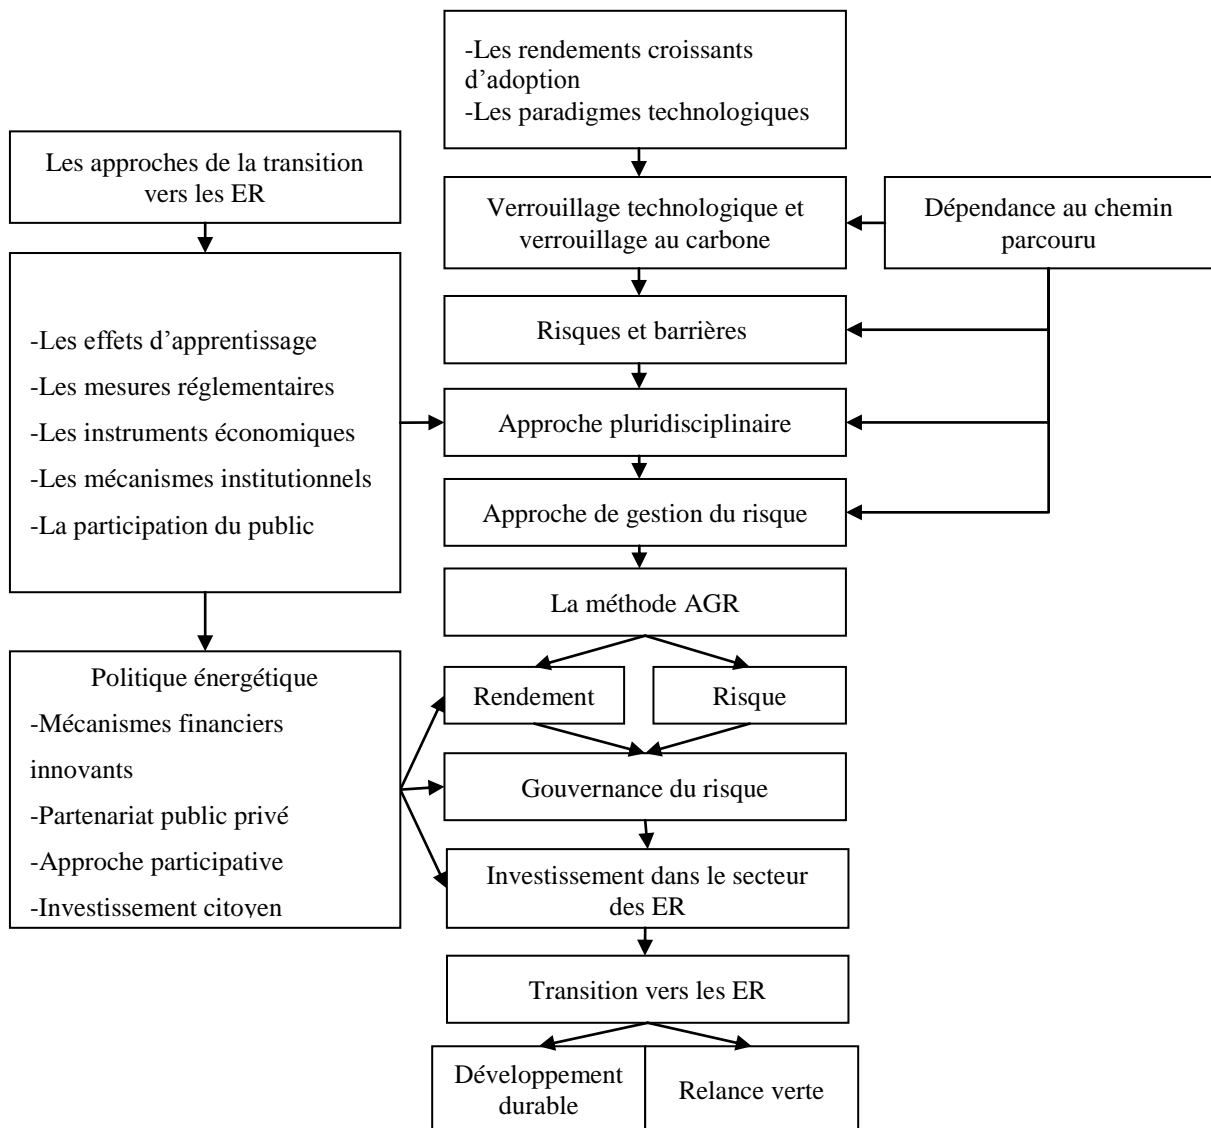 -Les rendements croissants
d’adoption
-Les paradigmes technologiques
Les approches de la transition
vers les ER
Verrouillage technologique et
verrouillage au carbone
Dépendance au chemin
parcouru
-Les effets d’apprentissage
-Les mesures réglementaires
-Les instruments économiques
-Les mécanismes institutionnels
-La participation du public
Risques et barrières
Approche pluridisciplinaire
Approche de gestion du risque
La méthode AGR
Politique énergétique
-Mécanismes financiers
innovants
-Partenariat public privé
-Approche participative
-Investissement citoyen
Rendement
Risque
Gouvernance du risque
Investissement dans le secteur
des ER
Transition vers les ER
Développement
durable
Relance verte